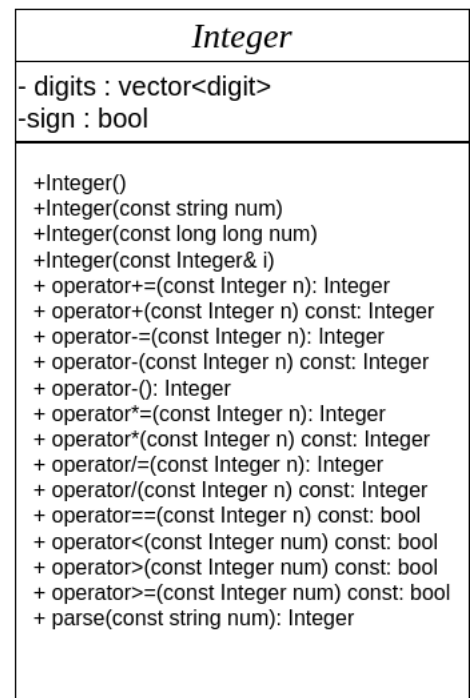 Integer
- digits : vector<digit>
-sign : bool
+Integer()
+Integer(const string num)
+Integer(const long long num)
+Integer(const Integer& i)
+ operator+=(const Integer n): Integer
+ operator+(const Integer n) const: Integer
+ operator-=(const Integer n): Integer
+ operator-(const Integer n) const: Integer
+ operator-(): Integer
+ operator*=(const Integer n): Integer
+ operator*(const Integer n) const: Integer
+ operator/=(const Integer n): Integer
+ operator/(const Integer n) const: Integer
+ operator==(const Integer n) const: bool
+ operator<(const Integer num) const: bool
+ operator>(const Integer num) const: bool
+ operator>=(const Integer num) const: bool
+ parse(const string num): Integer